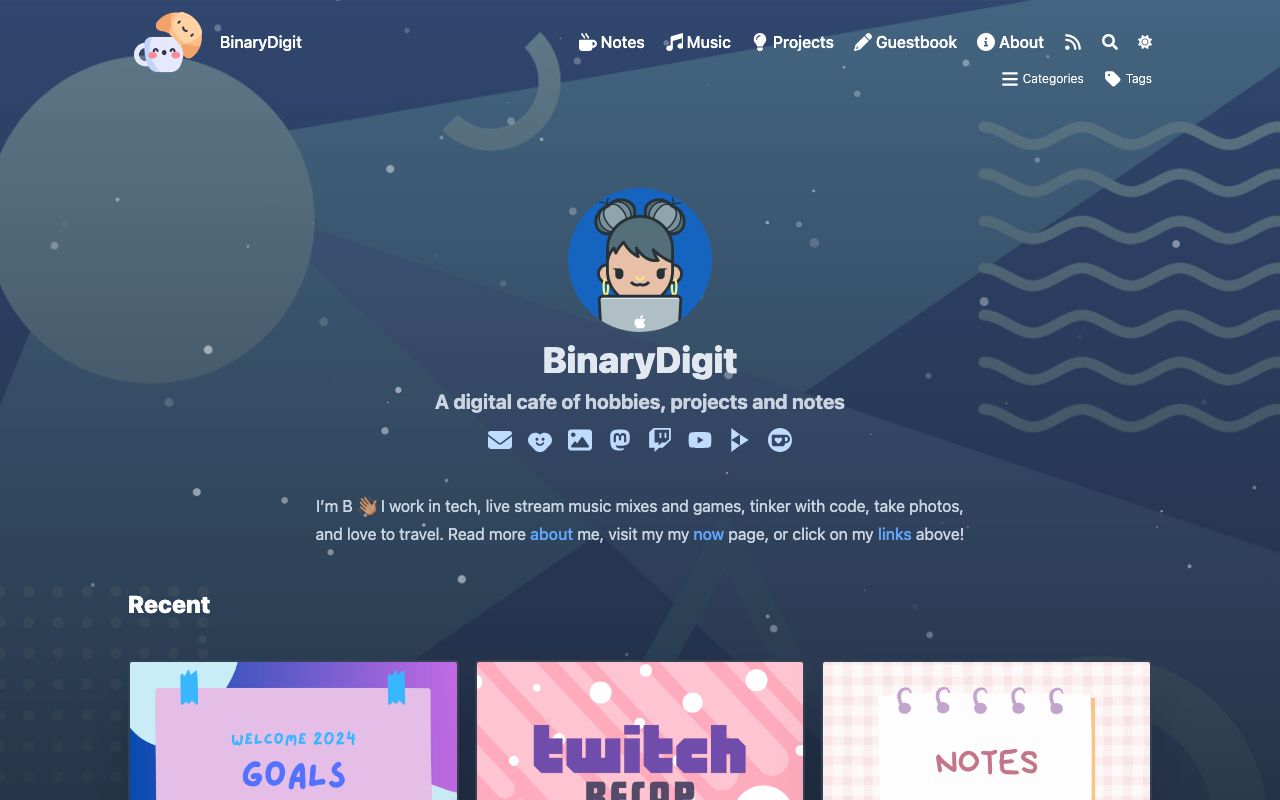 BinaryDigit
Notes Music Projects Guestbook About
Categories Tags
BinaryDigit
A digital cafe of hobbies, projects and notes
I’m B 👋🏽 I work in tech, live stream music mixes and games, tinker with code, take photos,
and love to travel. Read more about me, visit my my now page, or click on my links above!
Recent
WELCOME 2024
GOALS
twitch
RECAP
NOTES